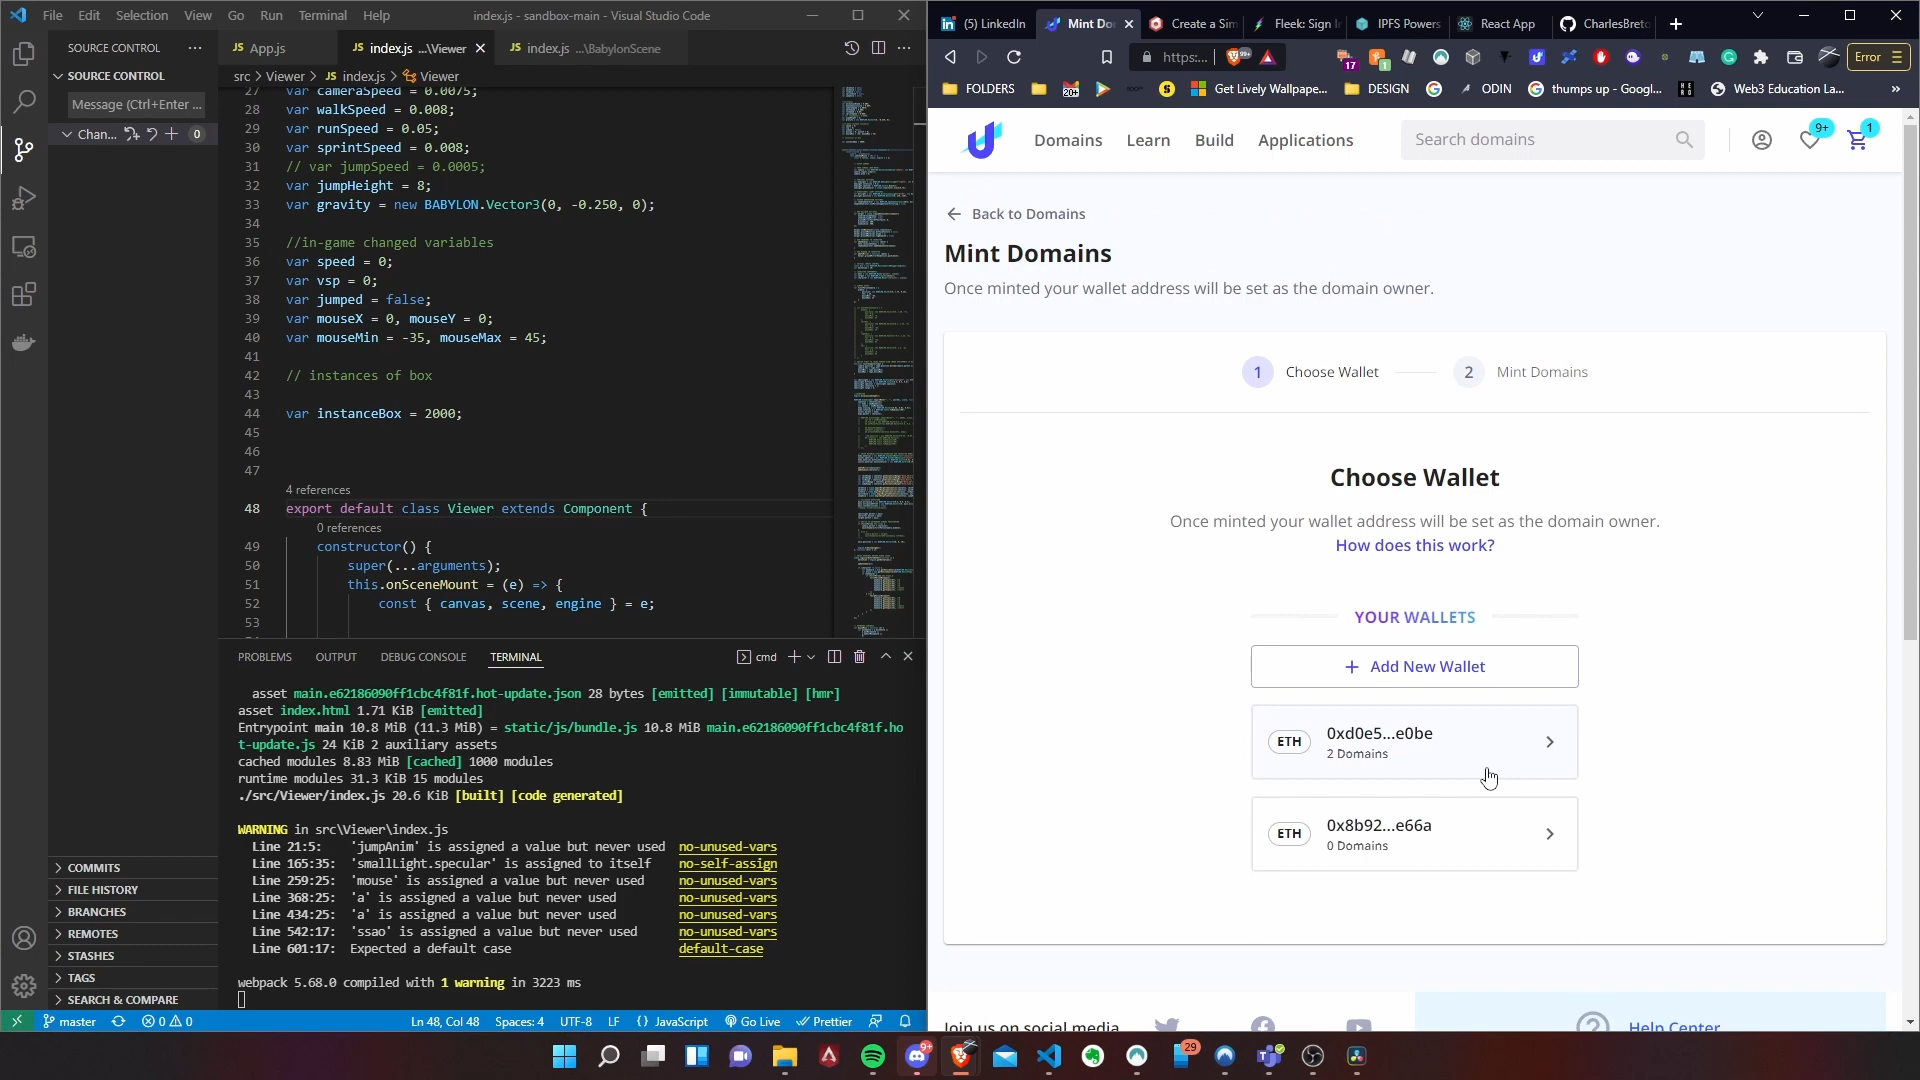 File Edit Selection View Go Run Terminal Help
index.js - sandbox-main - Visual Studio Code
SOURCE CONTROL
SOURCE CONTROL
Message (Ctrl+Enter ...
Chan... 0
COMMITS
FILE HISTORY
BRANCHES
REMOTES
STASHES
TAGS
SEARCH & COMPARE
JS App.js
JS index.js ...\Viewer
JS index.js ...\BabylonScene
src > Viewer > JS index.js > Viewer
27 var cameraSpeed = 0.0075;
28 var walkSpeed = 0.008;
29 var runSpeed = 0.05;
30 var sprintSpeed = 0.008;
31 // var jumpSpeed = 0.0005;
32 var jumpHeight = 8;
33 var gravity = new BABYLON.Vector3(0, -0.250, 0);
34
35 //in-game changed variables
36 var speed = 0;
37 var vsp = 0;
38 var jumped = false;
39 var mouseX = 0, mouseY = 0;
40 var mouseMin = -35, mouseMax = 45;
41
42 // instances of box
43
44 var instanceBox = 2000;
45
46
47
4 references
48 export default class Viewer extends Component {
0 references
49 constructor() {
50 super(...arguments);
51 this.onSceneMount = (e) => {
52 const { canvas, scene, engine } = e;
53
PROBLEMS OUTPUT DEBUG CONSOLE TERMINAL
cmd
asset main.e62186090ff1cbc4f81f.hot-update.json 28 bytes [emitted] [immutable] [hmr]
asset index.html 1.71 KiB [emitted]
Entrypoint main 10.8 MiB (11.3 MiB) = static/js/bundle.js 10.8 MiB main.e62186090ff1cbc4f81f.ho
t-update.js 24 KiB 2 auxiliary assets
cached modules 8.83 MiB [cached] 1000 modules
runtime modules 31.3 KiB 15 modules
./src/Viewer/index.js 20.6 KiB [built] [code generated]
WARNING in src\Viewer\index.js
Line 21:5: 'jumpAnim' is assigned a value but never used no-unused-vars
Line 165:35: 'smallLight.specular' is assigned to itself no-self-assign
Line 259:25: 'mouse' is assigned a value but never used no-unused-vars
Line 368:25: 'a' is assigned a value but never used no-unused-vars
Line 434:25: 'a' is assigned a value but never used no-unused-vars
Line 542:17: 'ssao' is assigned a value but never used no-unused-vars
Line 601:17: Expected a default case default-case
webpack 5.68.0 compiled with 1 warning in 3223 ms
master 0 0 Ln 48, Col 48 Spaces: 4 UTF-8 LF {} JavaScript Go Live Prettier
(5) LinkedIn
Mint Do
Create a Sim
Fleek: Sign I
IPFS Powers
React App
CharlesBreto
https:...
99+
17
1
Error
FOLDERS
20+
Get Lively Wallpape...
DESIGN
ODIN
thumps up - Googl...
Web3 Education La...
Domains Learn Build Applications
Search domains
9+
1
Back to Domains
Mint Domains
Once minted your wallet address will be set as the domain owner.
1 Choose Wallet
2 Mint Domains
Choose Wallet
Once minted your wallet address will be set as the domain owner.
How does this work?
YOUR WALLETS
+ Add New Wallet
ETH 0xd0e5...e0be
2 Domains
ETH 0x8b92...e66a
0 Domains
Join us on social media
Help Center
9+
29